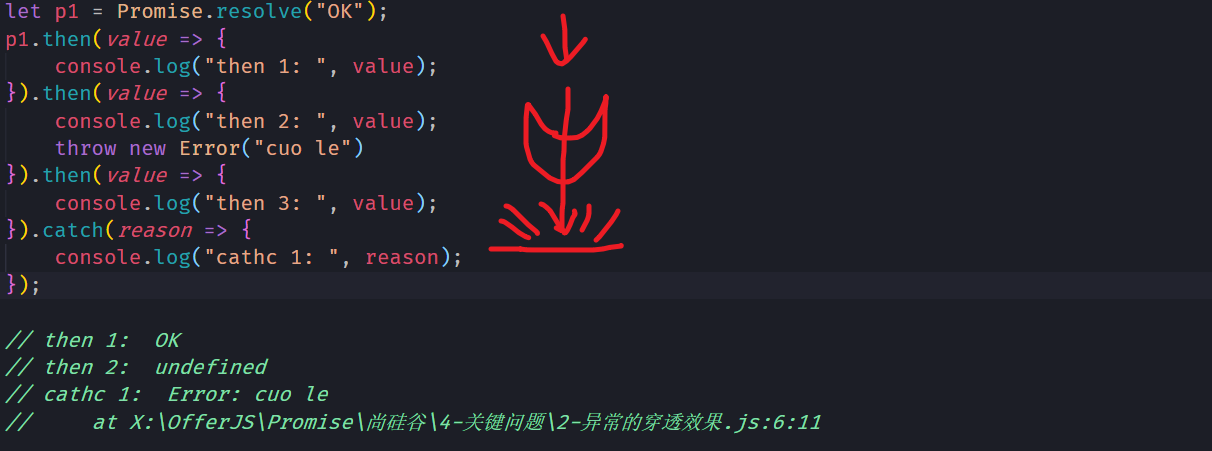 let p1 = Promise.resolve("OK");
p1.then(value => {
    console.log("then 1: ", value);
}).then(value => {
    console.log("then 2: ", value);
    throw new Error("cuo le")
}).then(value => {
    console.log("then 3: ", value);
}).catch(reason => {
    console.log("cathc 1: ", reason);
});

// then 1:  OK
// then 2:  undefined
// cathc 1:  Error: cuo le
//     at X:\OfferJS\Promise\尚硅谷\4-关键问题\2-异常的穿透效果.js:6:11